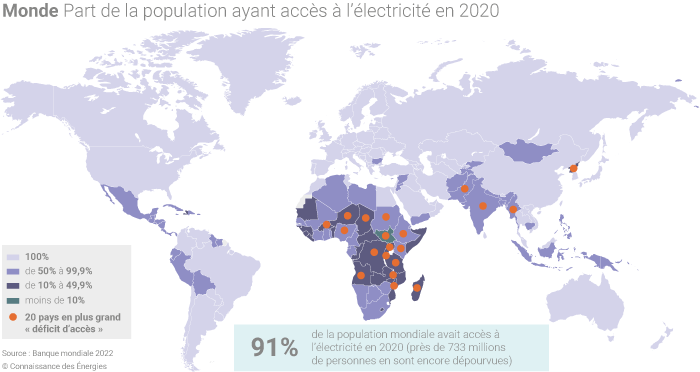 Monde Part de la population ayant accès à l’électricité en 2020
100%
de 50% à 99,9%
de 10% à 49,9%
moins de 10%
20 pays en plus grand
« déficit d’accès »
91%
de la population mondiale avait accès à
l’électricité en 2020 (près de 733 millions
de personnes en sont encore dépourvues)
Source : Banque mondiale 2022
© Connaissance des Énergies